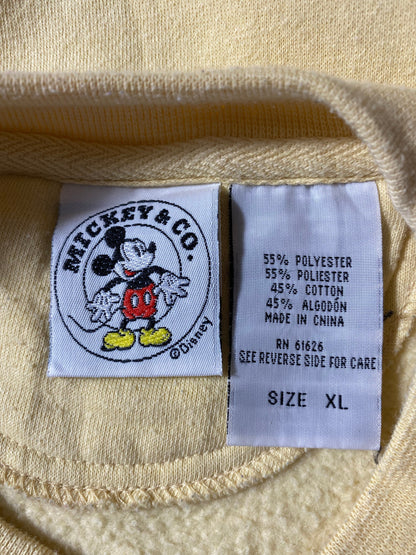 MICKEY & CO.
©Disney
55% POLYESTER
55% POLIESTER
45% COTTON
45% ALGODÓN
MADE IN CHINA
RN 61626
SEE REVERSE SIDE FOR CARE
SIZE XL